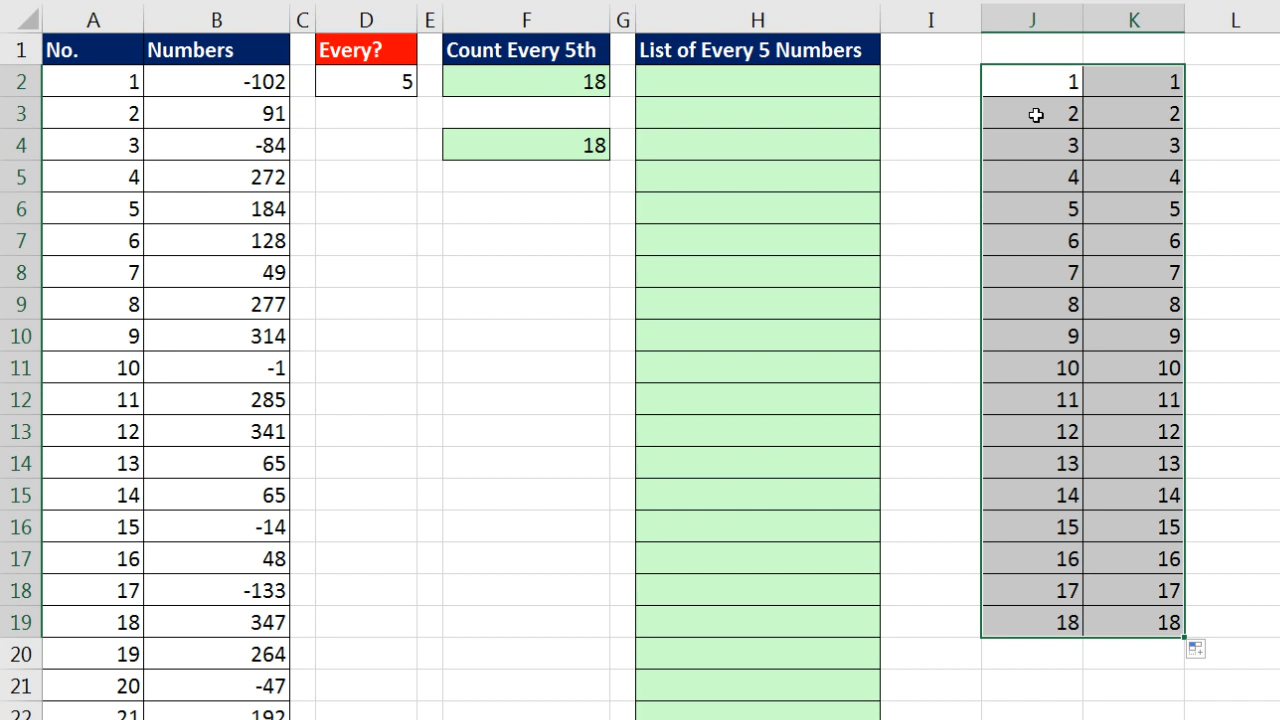 A B C D E F G H I J K L
1 No. Numbers Every? Count Every 5th List of Every 5 Numbers
2 1 -102 5 18 1 1
3 2 91 2 2
4 3 -84 18 3 3
5 4 272 4 4
6 5 184 5 5
7 6 128 6 6
8 7 49 7 7
9 8 277 8 8
10 9 314 9 9
11 10 -1 10 10
12 11 285 11 11
13 12 341 12 12
14 13 65 13 13
15 14 65 14 14
16 15 -14 15 15
17 16 48 16 16
18 17 -133 17 17
19 18 347 18 18
20 19 264
21 20 -47
22 21 192